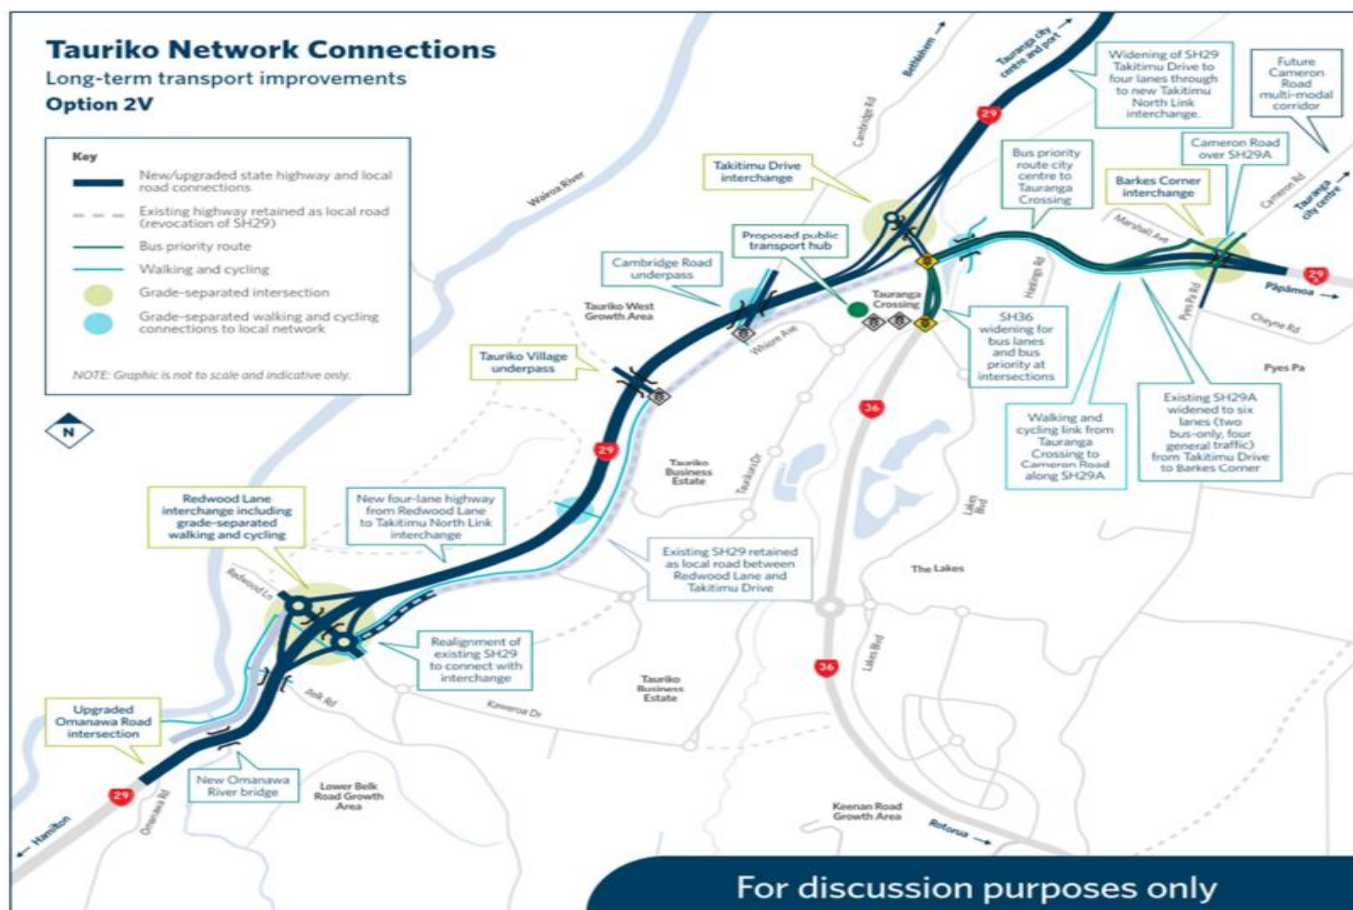 Tauriko Network Connections
Long-term transport improvements
Option 2V
Key
New/upgraded state highway and local
road connections
Existing highway retained as local road
(revocation of SH29)
Bus priority route
Walking and cycling
Grade-separated intersection
Grade-separated walking and cycling
connections to local network
NOTE: Graphic is not to scale and indicative only.
N
Wairoa River
Bethlehem
Cambridge Rd
Tauranga city
centre and port
29
Widening of SH29
Takitimu Drive to
four lanes through
to new Takitimu
North Link
interchange.
Future
Cameron
Road
multi-modal
corridor
Takitimu Drive
interchange
Bus priority
route city
centre to
Tauranga
Crossing
Cameron Road
over SH29A
Barkes Corner
interchange
Cameron Rd
Tauranga
city centre
Marshall Ave
Proposed public
transport hub
Cambridge Road
underpass
Tauriko West
Growth Area
Tauranga
Crossing
Whiore Ave
Hastings Rd
Pyes Pa Rd
29
Pāpāmoa
Cheyne Rd
Pyes Pa
SH36
widening for
bus lanes
and bus
priority at
intersections
Tauriko Village
underpass
36
Walking and
cycling link from
Tauranga
Crossing to
Cameron Road
along SH29A
Existing SH29A
widened to six
lanes (two
bus-only, four
general traffic)
from Takitimu Drive
to Barkes Corner
29
Tauriko
Business
Estate
Taurikura Dr
Lakes
Blvd
Redwood Lane
interchange including
grade-separated
walking and cycling
New four-lane highway
from Redwood Lane
to Takitimu North Link
interchange
Existing SH29 retained
as local road between
Redwood Lane and
Takitimu Drive
The Lakes
Redwood Ln
Realignment of
existing SH29
to connect with
interchange
Lakes Blvd
36
Tauriko
Business
Estate
Belk Rd
Kaweroa Dr
Upgraded
Omanawa Road
intersection
New Omanawa
River bridge
29
Omanawa Rd
Hamilton
Lower Belk
Road Growth
Area
Keenan Road
Growth Area
Rotorua
For discussion purposes only